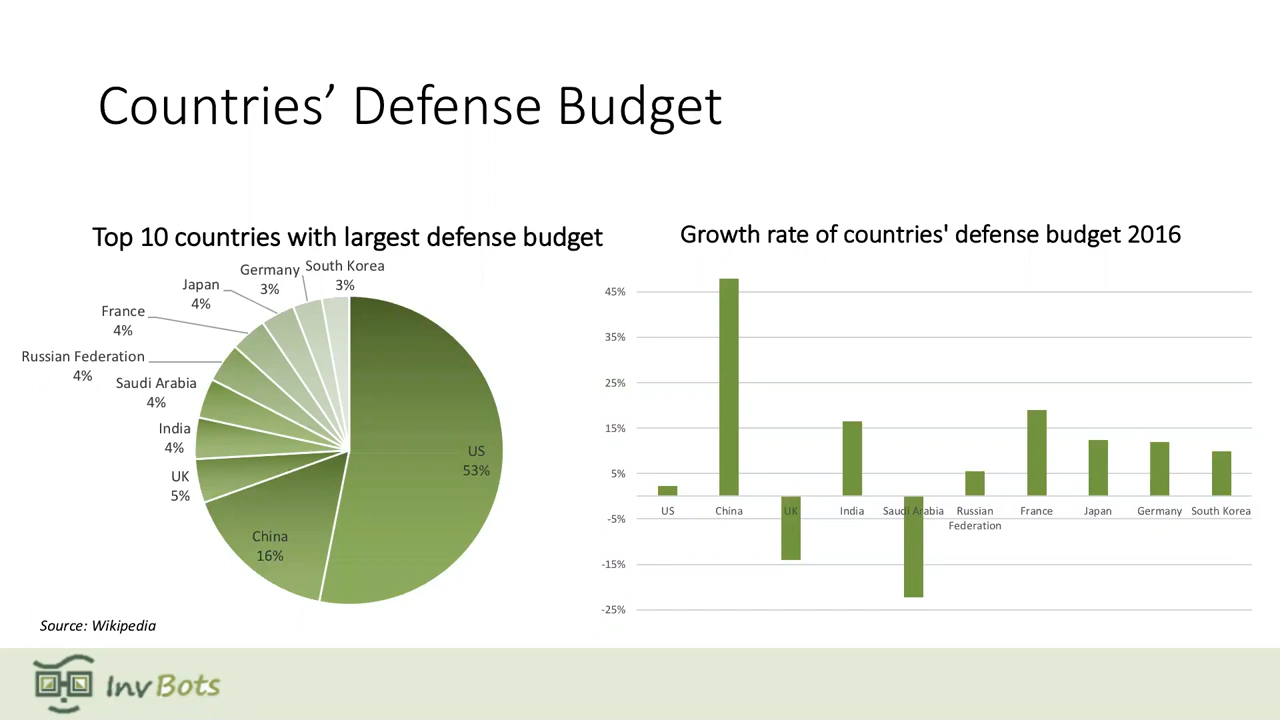 Countries’ Defense Budget
Top 10 countries with largest defense budget
South Korea
3%
Germany
3%
Japan
4%
France
4%
Russian Federation
4%
Saudi Arabia
4%
India
4%
UK
5%
China
16%
US
53%
Growth rate of countries' defense budget 2016
45%
35%
25%
15%
5%
-5%
-15%
-25%
US
China
UK
India
Saudi Arabia
Russian
Federation
France
Japan
Germany
South Korea
Source: Wikipedia
InvBots